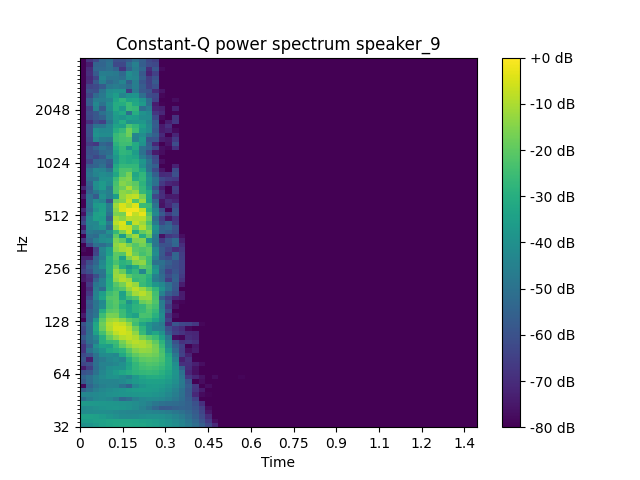 Constant-Q power spectrum speaker_9
Hz
2048
1024
512
256
128
64
32
0 0.15 0.3 0.45 0.6 0.75 0.9 1.1 1.2 1.4
Time
+0 dB
-10 dB
-20 dB
-30 dB
-40 dB
-50 dB
-60 dB
-70 dB
-80 dB